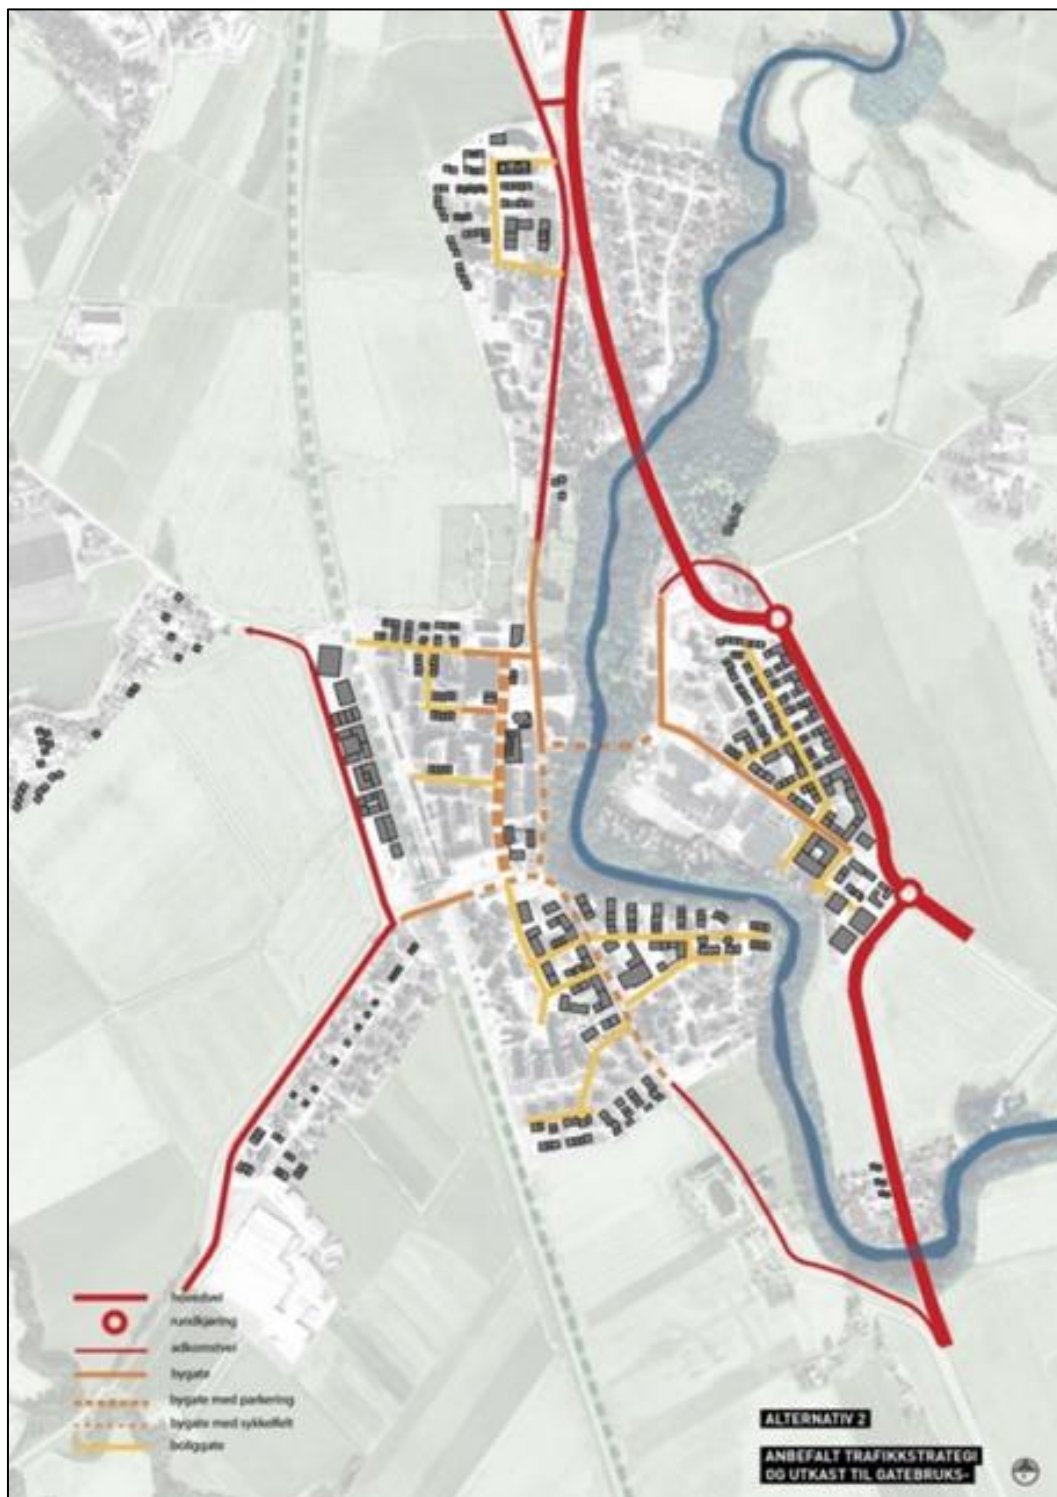 hovedvei
rundkjøring
adkomstvei
bygate
bygate med parkering
bygate med sykkelfelt
boliggate
ALTERNATIV 2
ANBEFALT TRAFIKKSTRATEGI
OG UTKAST TIL GATEBRUKS-